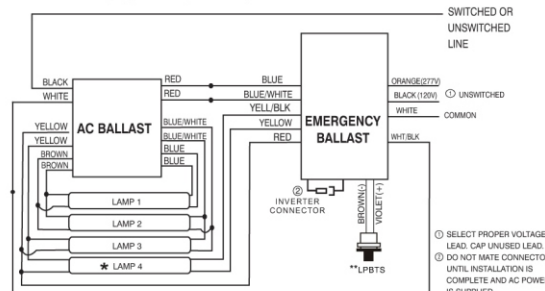 SWITCHED OR
UNSWITCHED
LINE
BLACK
WHITE
RED
RED
BLUE
BLUE/WHITE
YELL/BLK
YELLOW
RED
ORANGE(277V)
BLACK (120V)
① UNSWITCHED
WHITE
COMMON
WHT/BLK
YELLOW
YELLOW
BROWN
BROWN
AC BALLAST
BLUE/WHITE
BLUE/WHITE
BLUE
BLUE
EMERGENCY
BALLAST
LAMP 1
LAMP 2
LAMP 3
* LAMP 4
②
INVERTER
CONNECTOR
BROWN(-)
VIOLET(+)
**LPBTS
① SELECT PROPER VOLTAGE
LEAD. CAP UNUSED LEAD.
② DO NOT MATE CONNECTO
UNTIL INSTALLATION IS
COMPLETE AND AC POWE
IS SUPPLIED